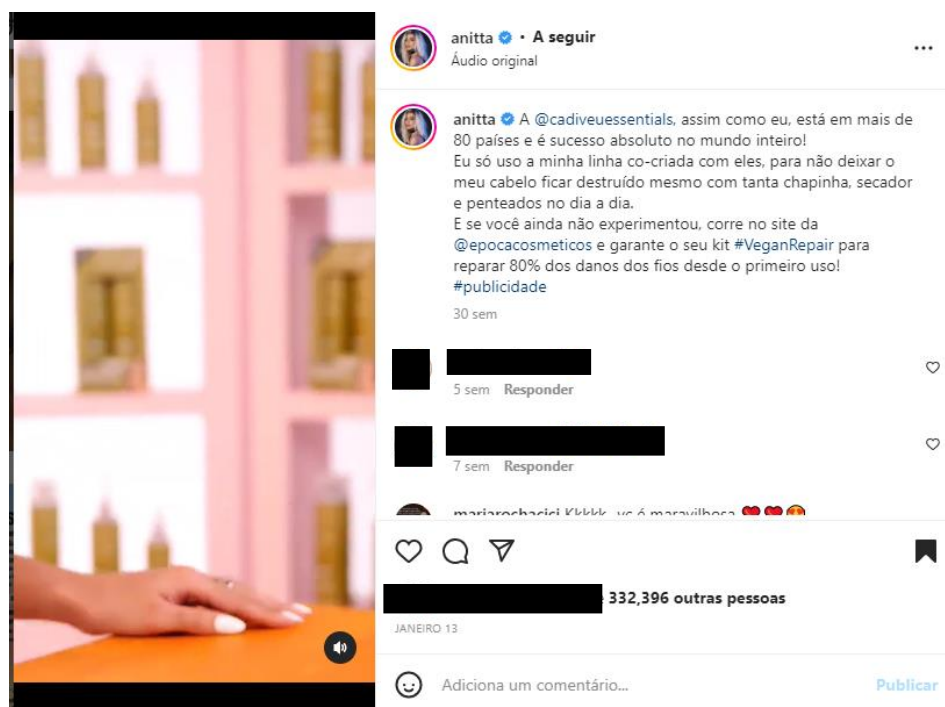 anitta • A seguir
Áudio original
anitta A @cadiveuessentials, assim como eu, está em mais de
80 países e é sucesso absoluto no mundo inteiro!
Eu só uso a minha linha co-criada com eles, para não deixar o
meu cabelo ficar destruído mesmo com tanta chapinha, secador
e penteados no dia a dia.
E se você ainda não experimentou, corre no site da
@epocacosmeticos e garante o seu kit #VeganRepair para
reparar 80% dos danos dos fios desde o primeiro uso!
#publicidade
30 sem
5 sem Responder
7 sem Responder
mariarochacici Kkkkk vc é maravilhosa ❤️❤️😍
332,396 outras pessoas
JANEIRO 13
Adiciona um comentário...
Publicar